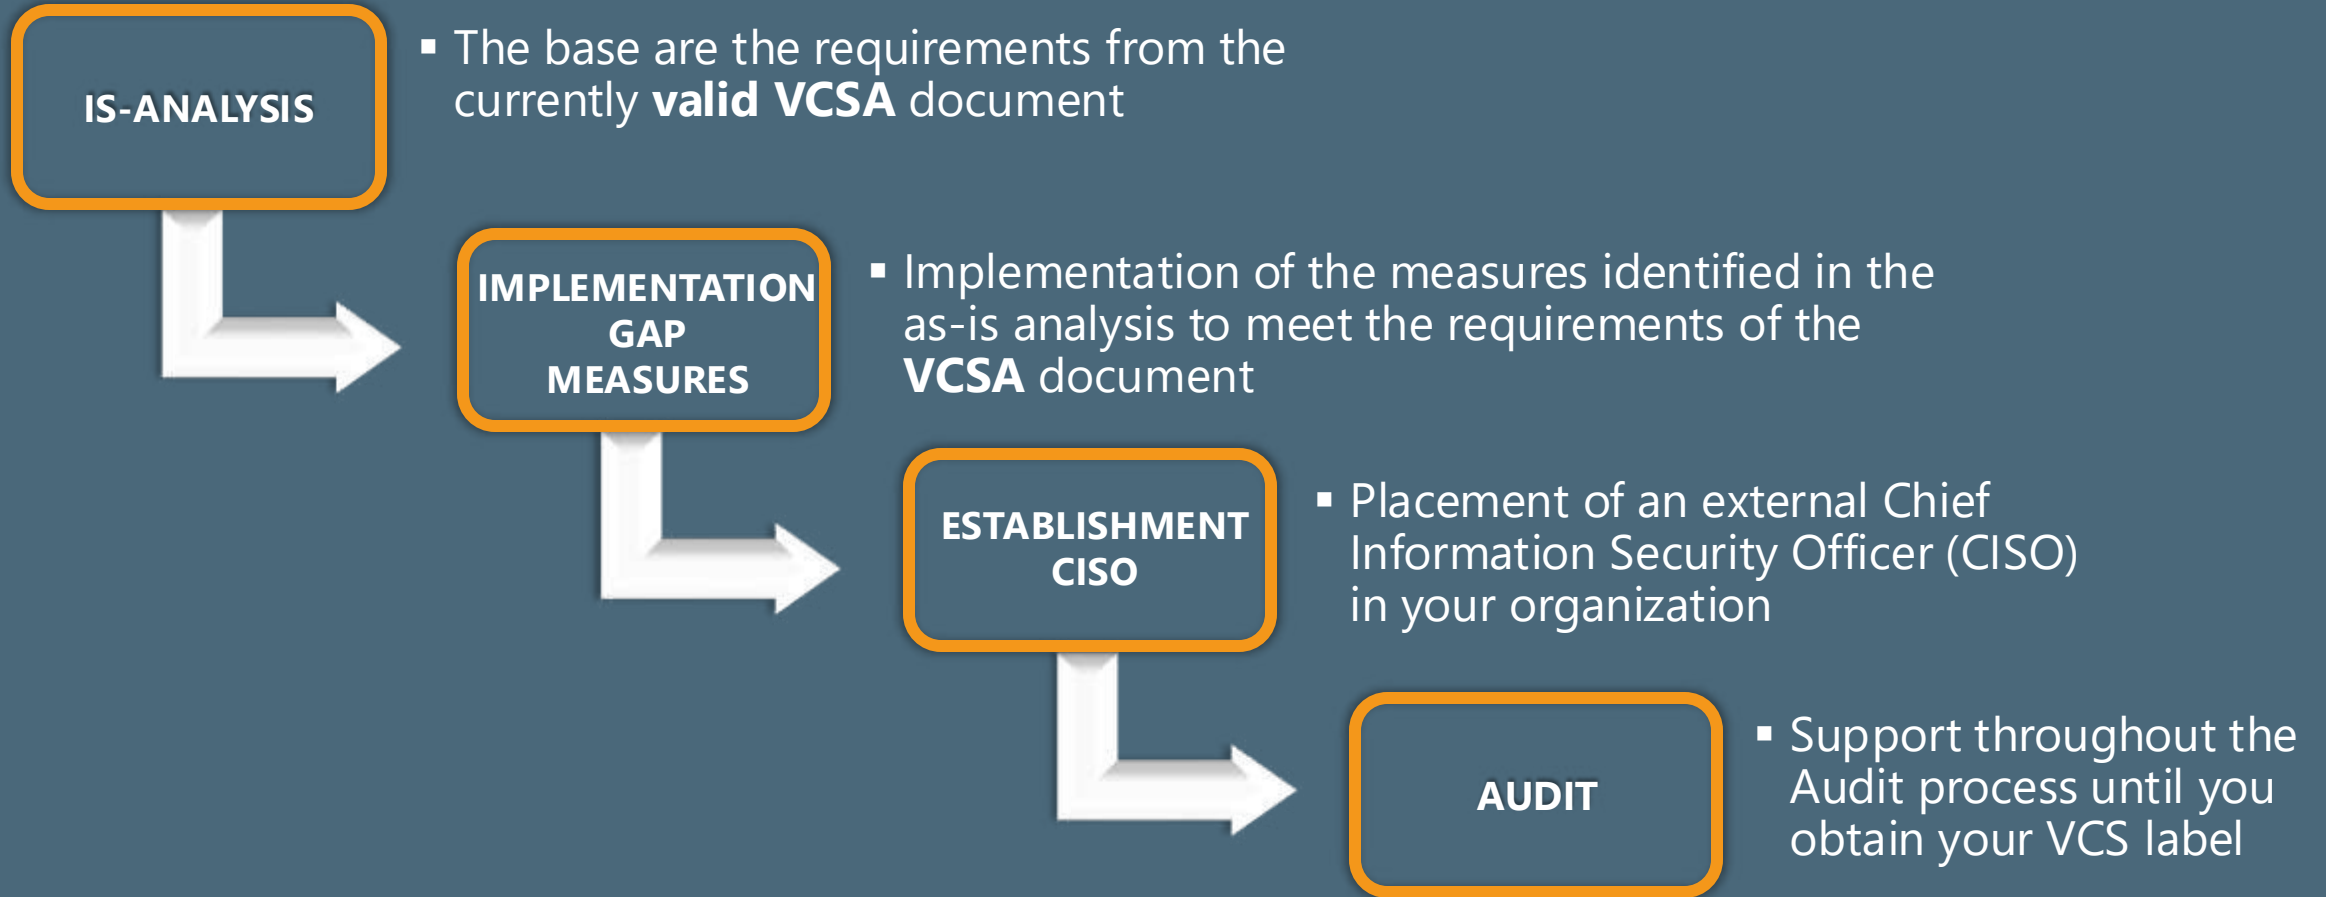 IS-ANALYSIS
▪ The base are the requirements from the
currently valid VCSA document
IMPLEMENTATION
GAP
MEASURES
▪ Implementation of the measures identified in the
as-is analysis to meet the requirements of the
VCSA document
ESTABLISHMENT
CISO
▪ Placement of an external Chief
Information Security Officer (CISO)
in your organization
AUDIT
▪ Support throughout the
Audit process until you
obtain your VCS label